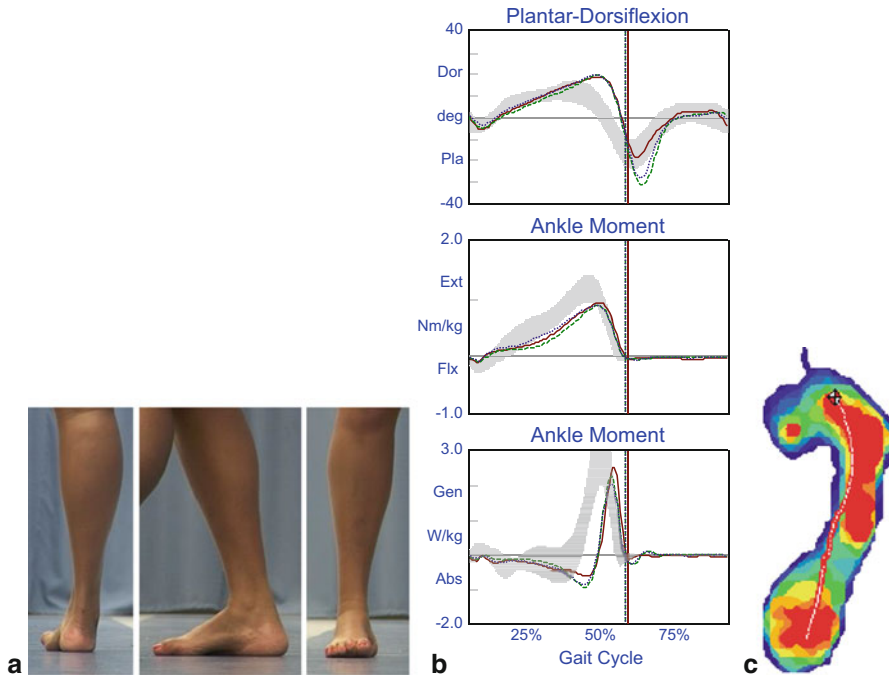 Plantar-Dorsiflexion
40
Dor
deg
Pla
-40
Ankle Moment
2.0
Ext
Nm/kg
Flx
-1.0
Ankle Moment
3.0
Gen
W/kg
Abs
-2.0
25% 50% 75%
Gait Cycle
a b c